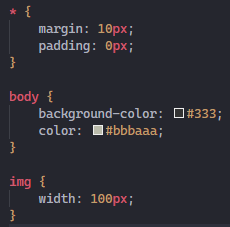 * {
    margin: 10px;
    padding: 0px;
}

body {
    background-color: #333;
    color: #bbbaaa;
}

img {
    width: 100px;
}